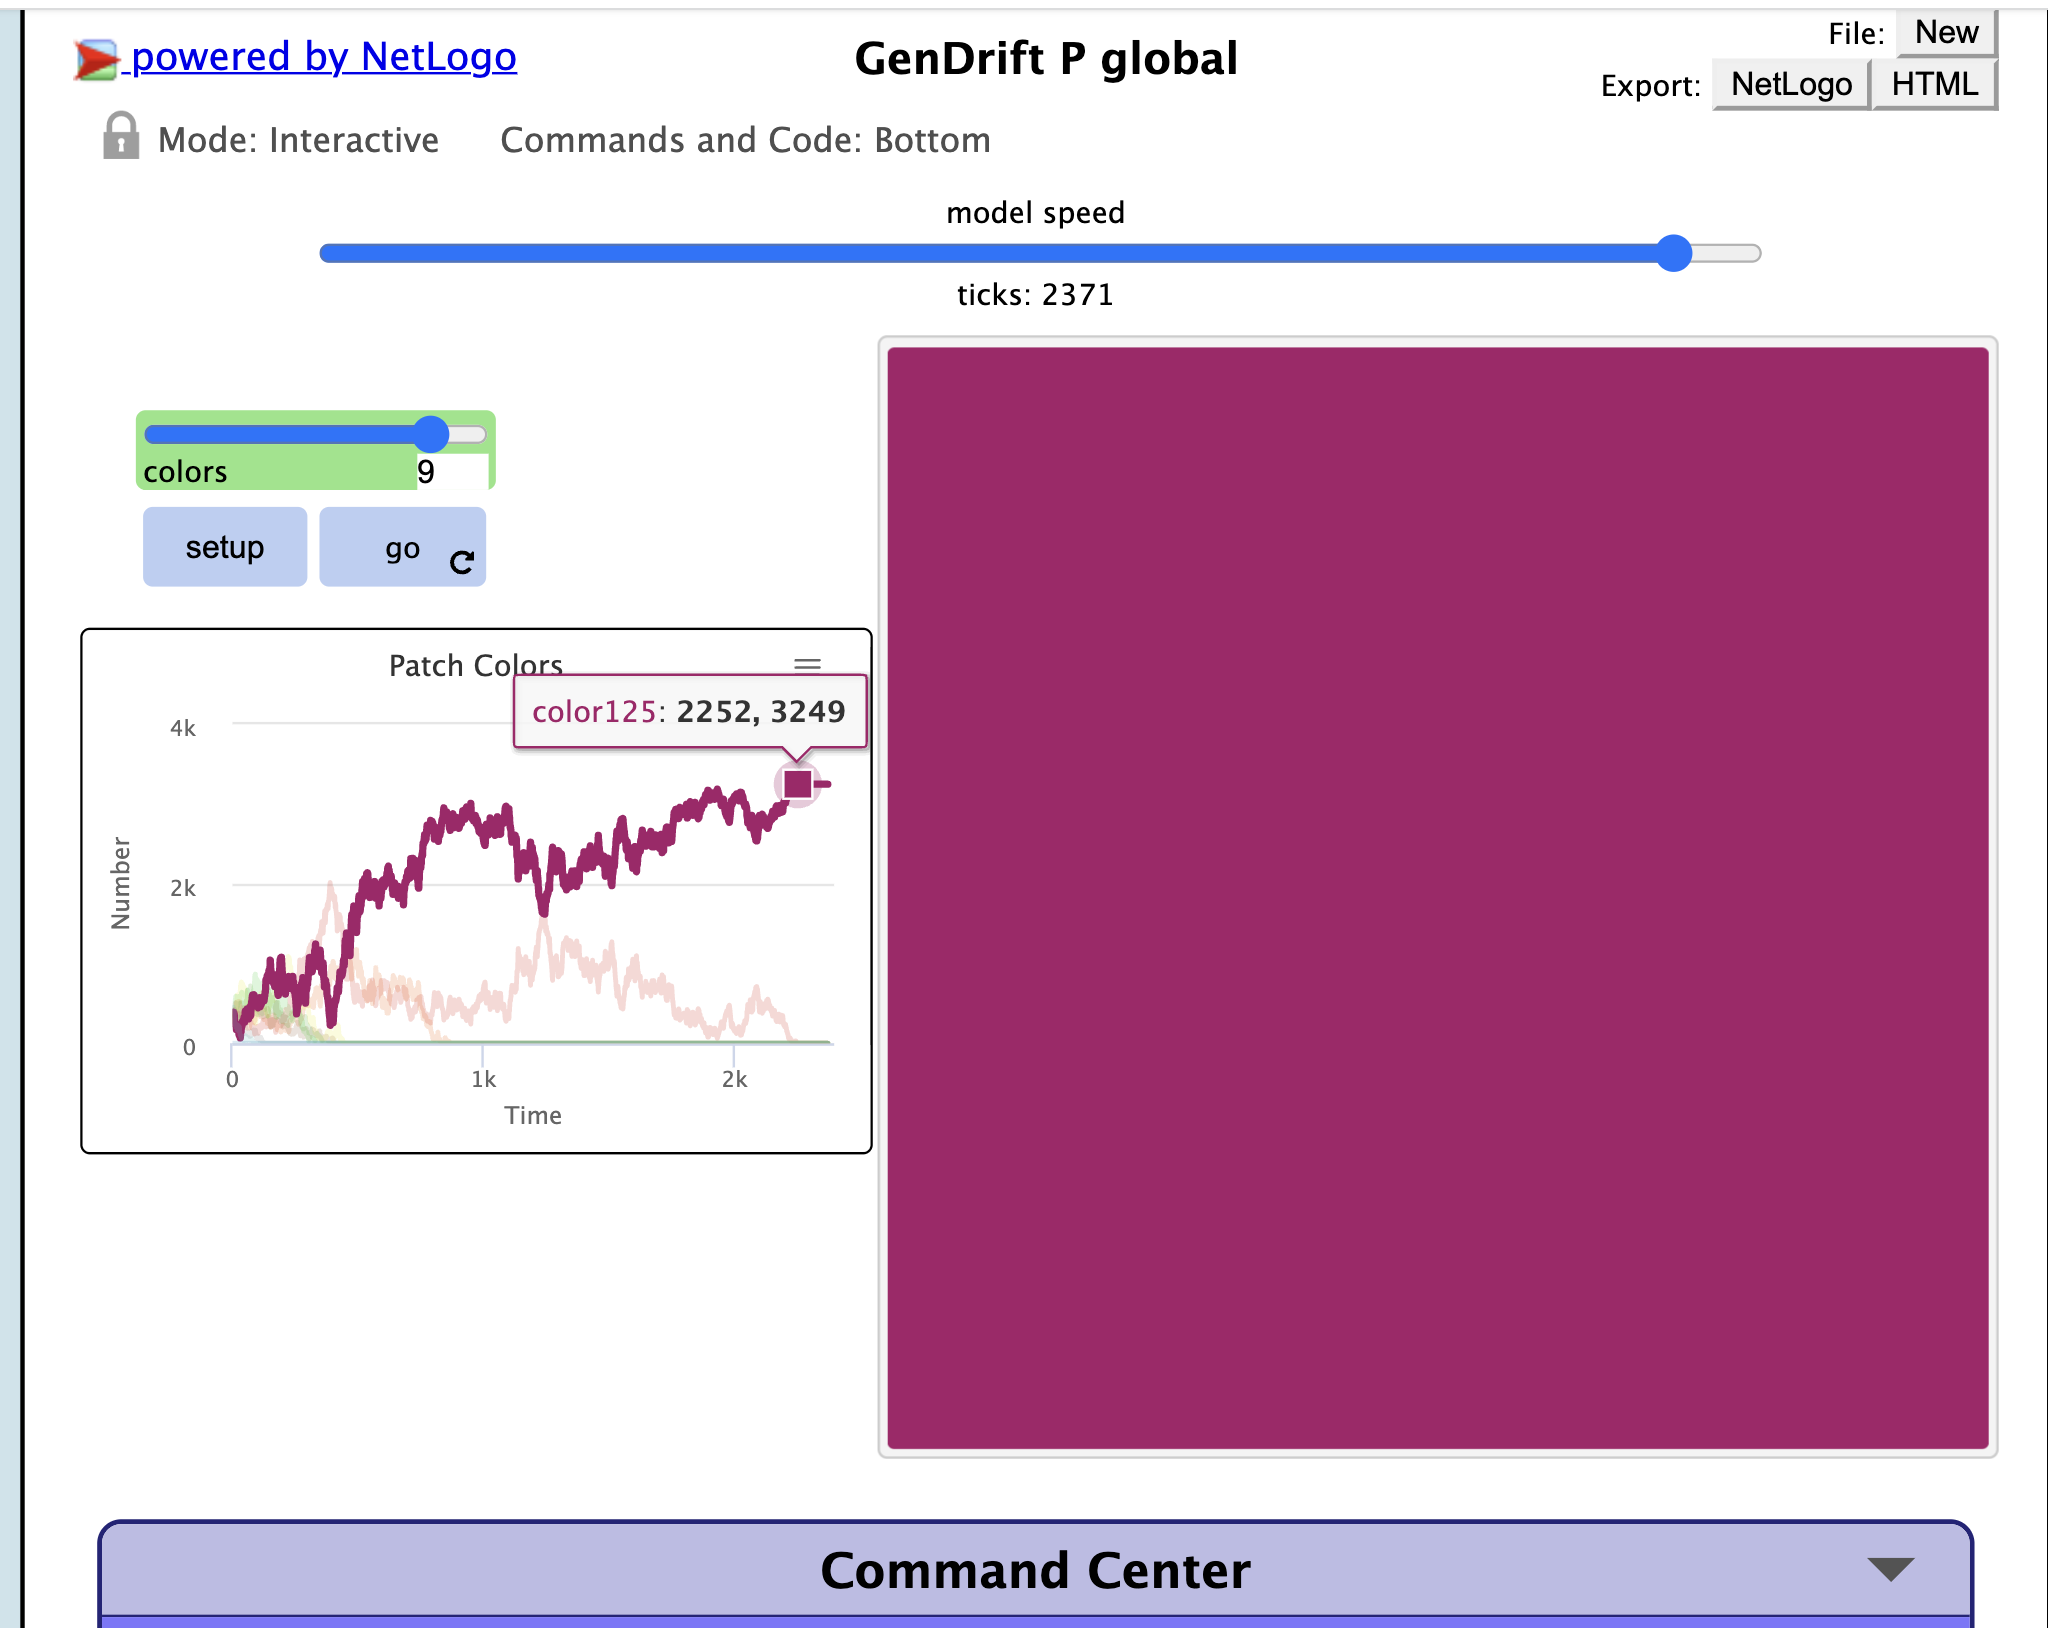 powered by NetLogo
GenDrift P global
File: New
Export: NetLogo HTML
Mode: Interactive Commands and Code: Bottom
model speed
ticks: 2371
colors 9
setup go
Patch Colors
color125: 2252, 3249
4k
2k
0
Number
0 1k 2k
Time
Command Center